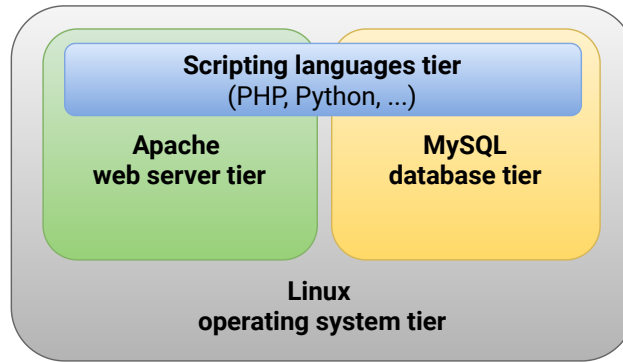 Scripting languages tier
(PHP, Python, ...)
Apache
web server tier
MySQL
database tier
Linux
operating system tier